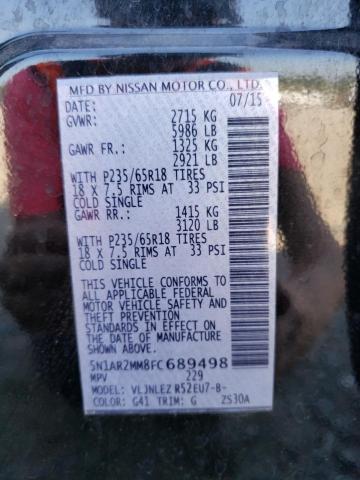 MFD BY NISSAN MOTOR CO., LTD.
DATE: 07/15
GVWR: 2715 KG
5986 LB
GAWR FR.: 1325 KG
2921 LB
WITH P235/65R18 TIRES
18 X 7.5 RIMS AT 33 PSI
COLD SINGLE
GAWR RR.: 1415 KG
3120 LB
WITH P235/65R18 TIRES
18 X 7.5 RIMS AT 33 PSI
COLD SINGLE
THIS VEHICLE CONFORMS TO
ALL APPLICABLE FEDERAL
MOTOR VEHICLE SAFETY AND
THEFT PREVENTION
STANDARDS IN EFFECT ON
THE DATE OF MANUFACTURE
SHOWN ABOVE.
5N1AR2MM8FC689498
MPV 229
MODEL: VLJNLEZ R52EU7-B-
COLOR: G41 TRIM: G ZS30A